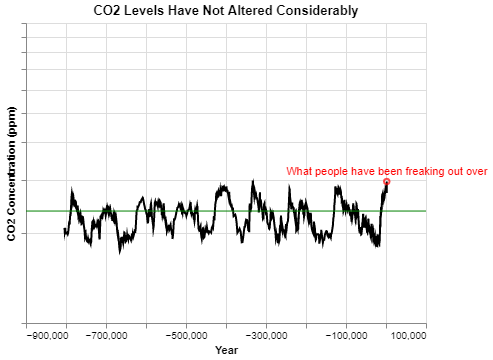 CO2 Levels Have Not Altered Considerably
CO2 Concentration (ppm)
What people have been freaking out over
−900,000 −700,000 −500,000 −300,000 −100,000 100,000
Year